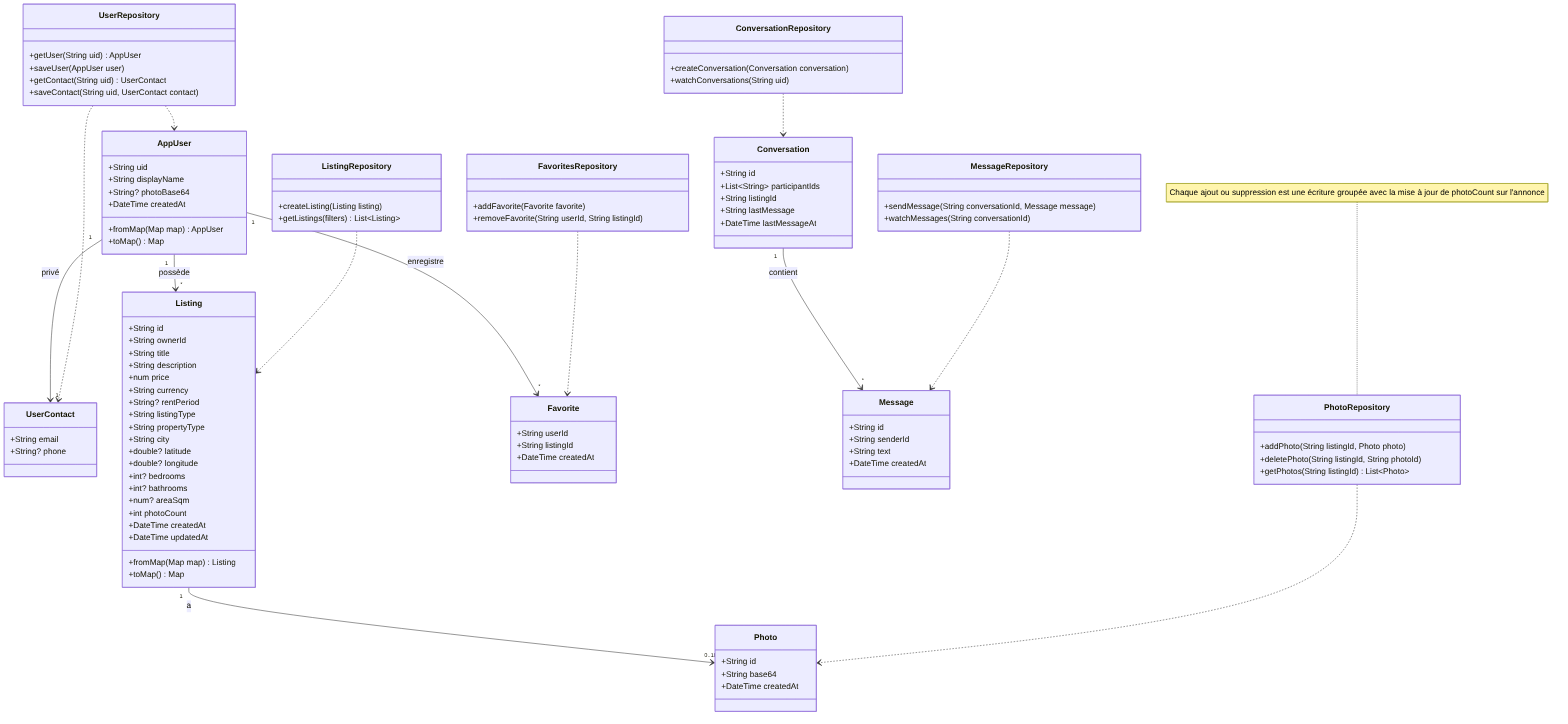 UserRepository
+getUser(String uid) : AppUser
+saveUser(AppUser user)
+getContact(String uid) : UserContact
+saveContact(String uid, UserContact contact)
ConversationRepository
+createConversation(Conversation conversation)
+watchConversations(String uid)
AppUser
+String uid
+String displayName
+String? photoBase64
+DateTime createdAt
+fromMap(Map map) : AppUser
+toMap() : Map
ListingRepository
+createListing(Listing listing)
+getListings(filters) : List<Listing>
FavoritesRepository
+addFavorite(Favorite favorite)
+removeFavorite(String userId, String listingId)
Conversation
+String id
+List<String> participantIds
+String listingId
+String lastMessage
+DateTime lastMessageAt
MessageRepository
+sendMessage(String conversationId, Message message)
+watchMessages(String conversationId)
Chaque ajout ou suppression est une écriture groupée avec la mise à jour de photoCount sur l'annonce
1
1
1
1
privé
possède
enregistre
contient
*
*
*
Listing
+String id
+String ownerId
+String title
+String description
+num price
+String currency
+String? rentPeriod
+String listingType
+String propertyType
+String city
+double? latitude
+double? longitude
+int? bedrooms
+int? bathrooms
+num? areaSqm
+int photoCount
+DateTime createdAt
+DateTime updatedAt
+fromMap(Map map) : Listing
+toMap() : Map
UserContact
+String email
+String? phone
Favorite
+String userId
+String listingId
+DateTime createdAt
Message
+String id
+String senderId
+String text
+DateTime createdAt
PhotoRepository
+addPhoto(String listingId, Photo photo)
+deletePhoto(String listingId, String photoId)
+getPhotos(String listingId) : List<Photo>
1
a
Photo
+String id
+String base64
+DateTime createdAt